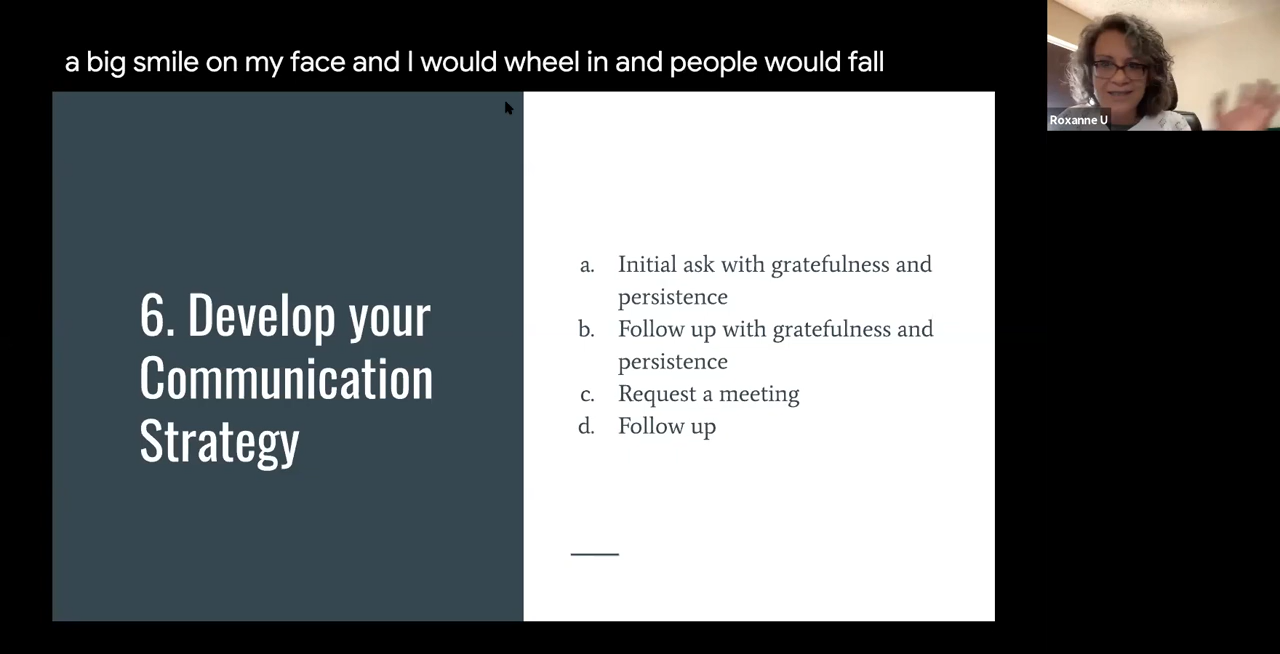 a big smile on my face and I would wheel in and people would fall
Roxanne U
6. Develop your
Communication
Strategy
a. Initial ask with gratefulness and
persistence
b. Follow up with gratefulness and
persistence
c. Request a meeting
d. Follow up